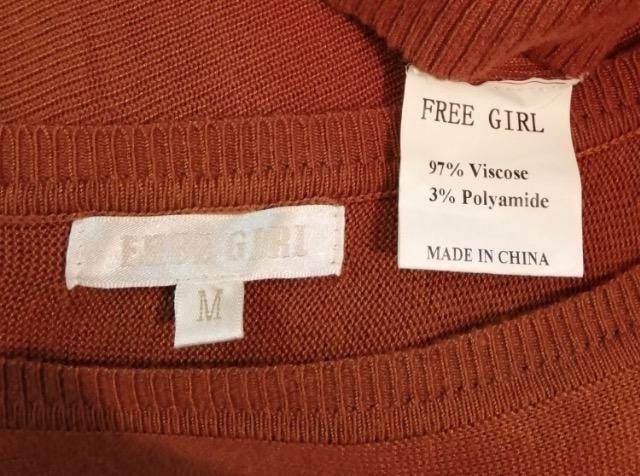 FREE GIRL
97% Viscose
3% Polyamide
MADE IN CHINA
FREE GIRL
M